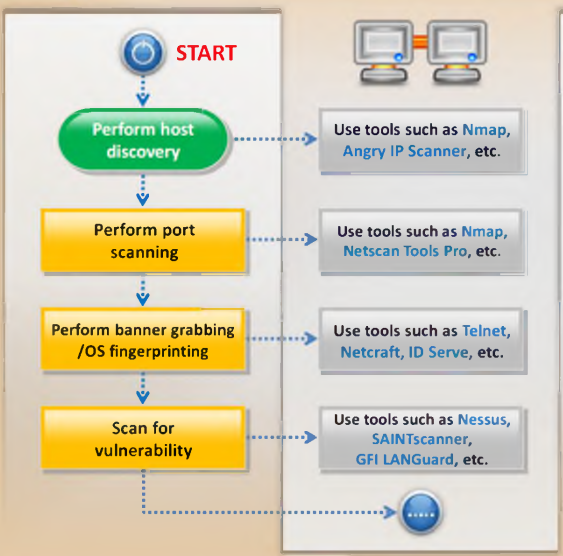 START
Perform host
discovery
Use tools such as Nmap,
Angry IP Scanner, etc.
Perform port
scanning
Use tools such as Nmap,
Netscan Tools Pro, etc.
Perform banner grabbing
/OS fingerprinting
Use tools such as Telnet,
Netcraft, ID Serve, etc.
Scan for
vulnerability
Use tools such as Nessus,
SAINTscanner,
GFI LANGuard, etc.